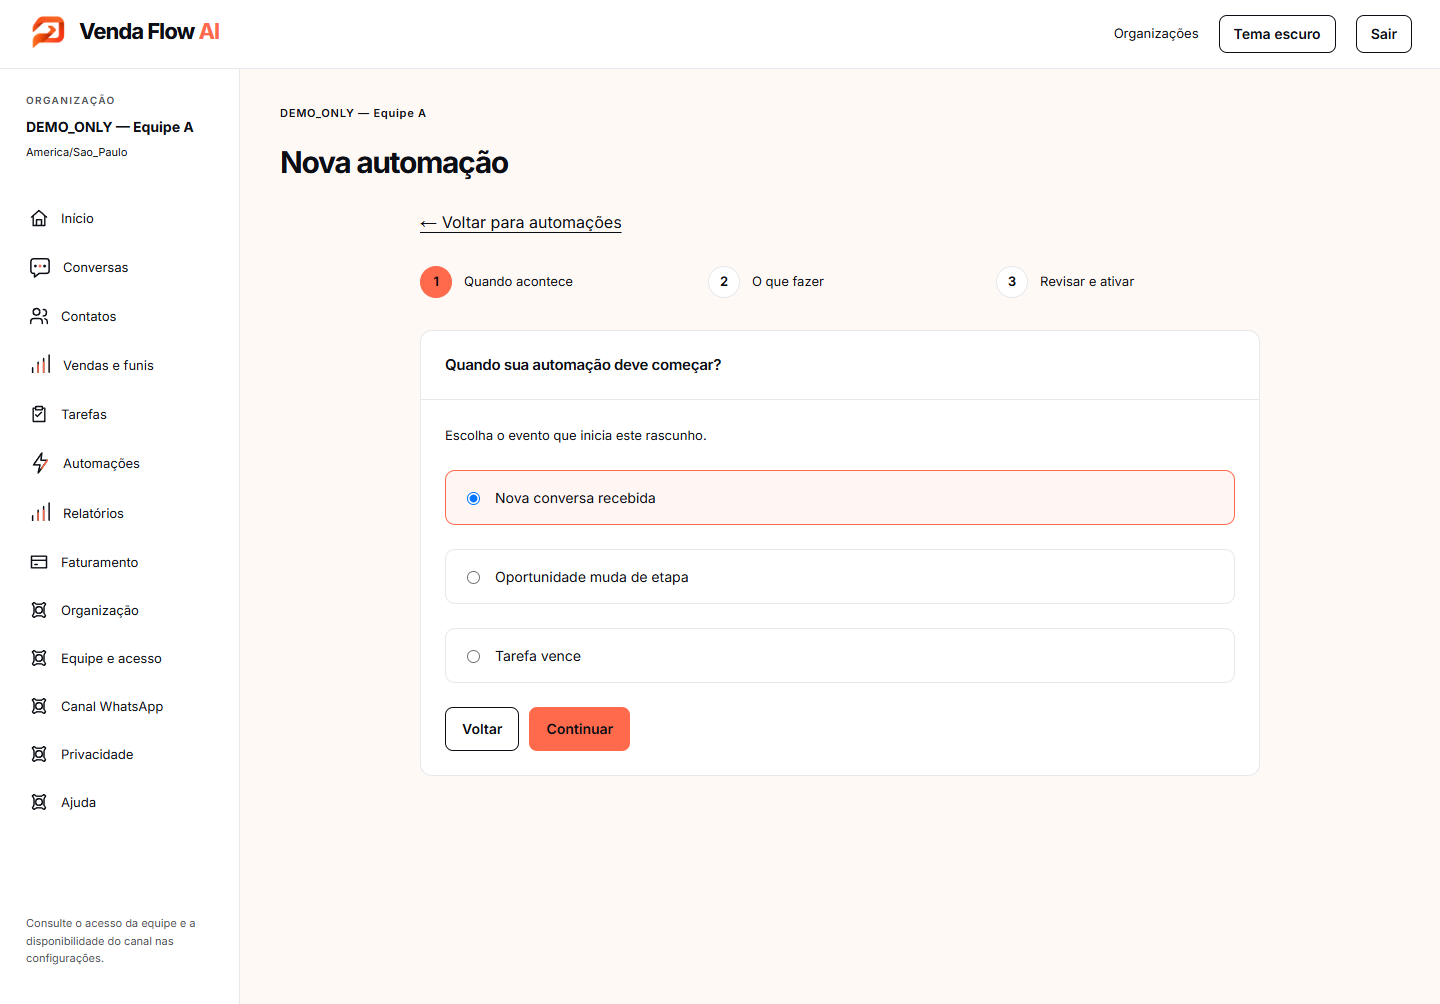 Venda Flow AI
Organizações
Tema escuro
Sair
ORGANIZAÇÃO
DEMO_ONLY — Equipe A
America/Sao_Paulo
Início
Conversas
Contatos
Vendas e funis
Tarefas
Automações
Relatórios
Faturamento
Organização
Equipe e acesso
Canal WhatsApp
Privacidade
Ajuda
Consulte o acesso da equipe e a
disponibilidade do canal nas
configurações.
DEMO_ONLY — Equipe A
Nova automação
← Voltar para automações
1 Quando acontece
2 O que fazer
3 Revisar e ativar
Quando sua automação deve começar?
Escolha o evento que inicia este rascunho.
Nova conversa recebida
Oportunidade muda de etapa
Tarefa vence
Voltar
Continuar